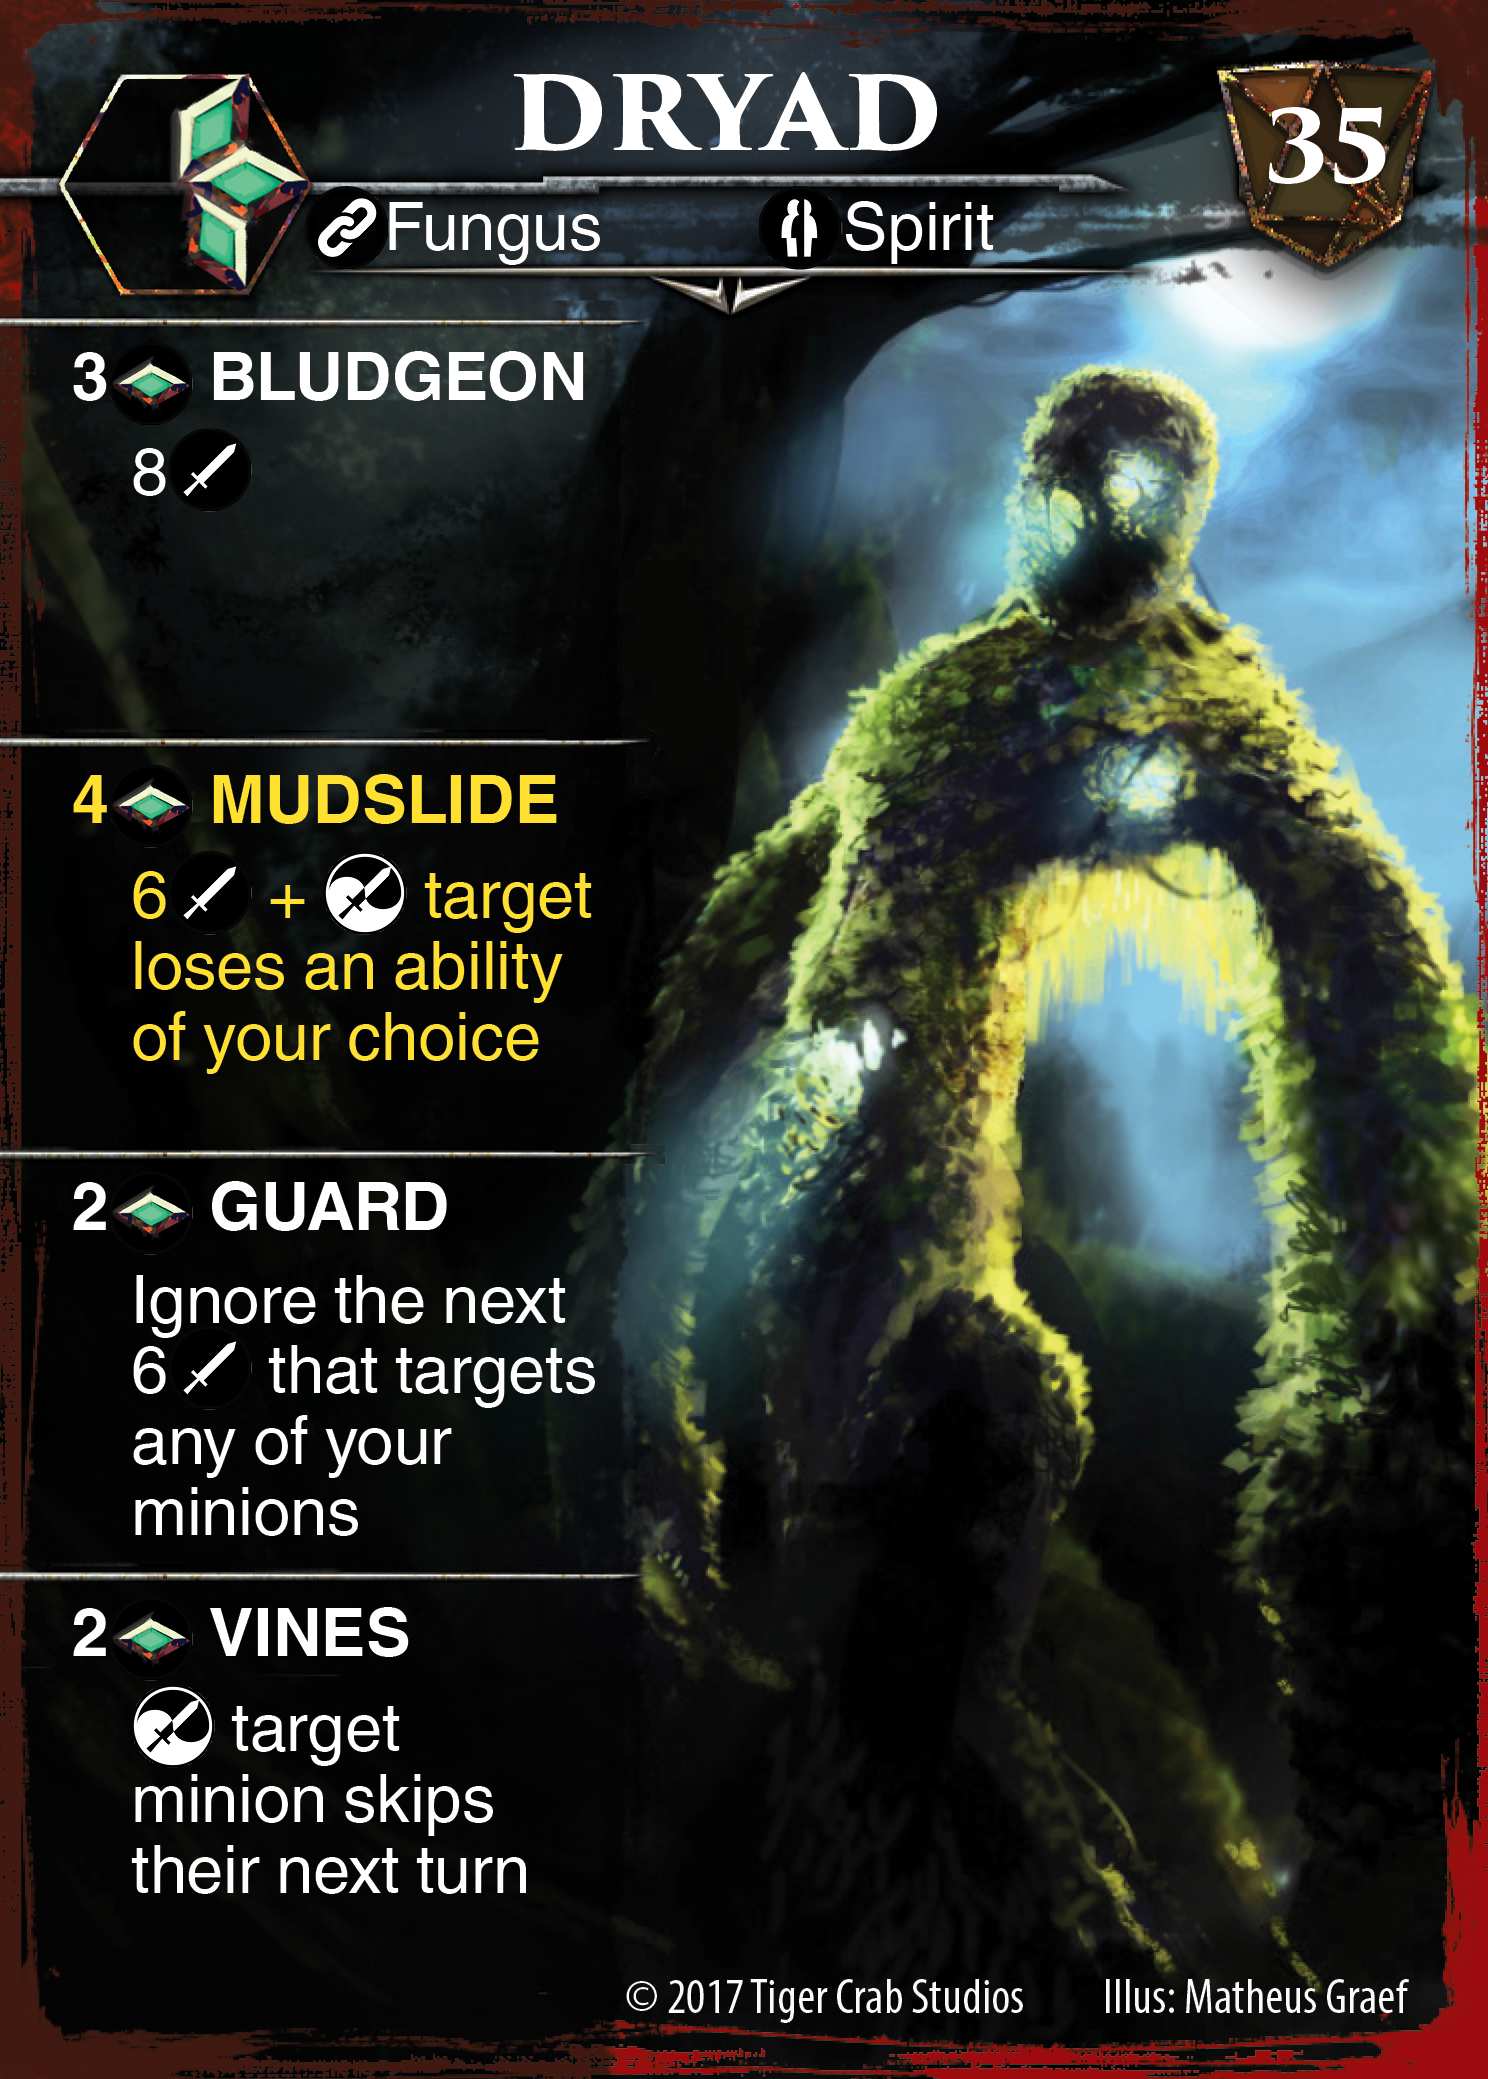 DRYAD
35
Fungus
Spirit
3 BLUDGEON
8
4 MUDSLIDE
6 + target
loses an ability
of your choice
2 GUARD
Ignore the next
6 that targets
any of your
minions
2 VINES
target
minion skips
their next turn
© 2017 Tiger Crab Studios
Illus: Matheus Graef